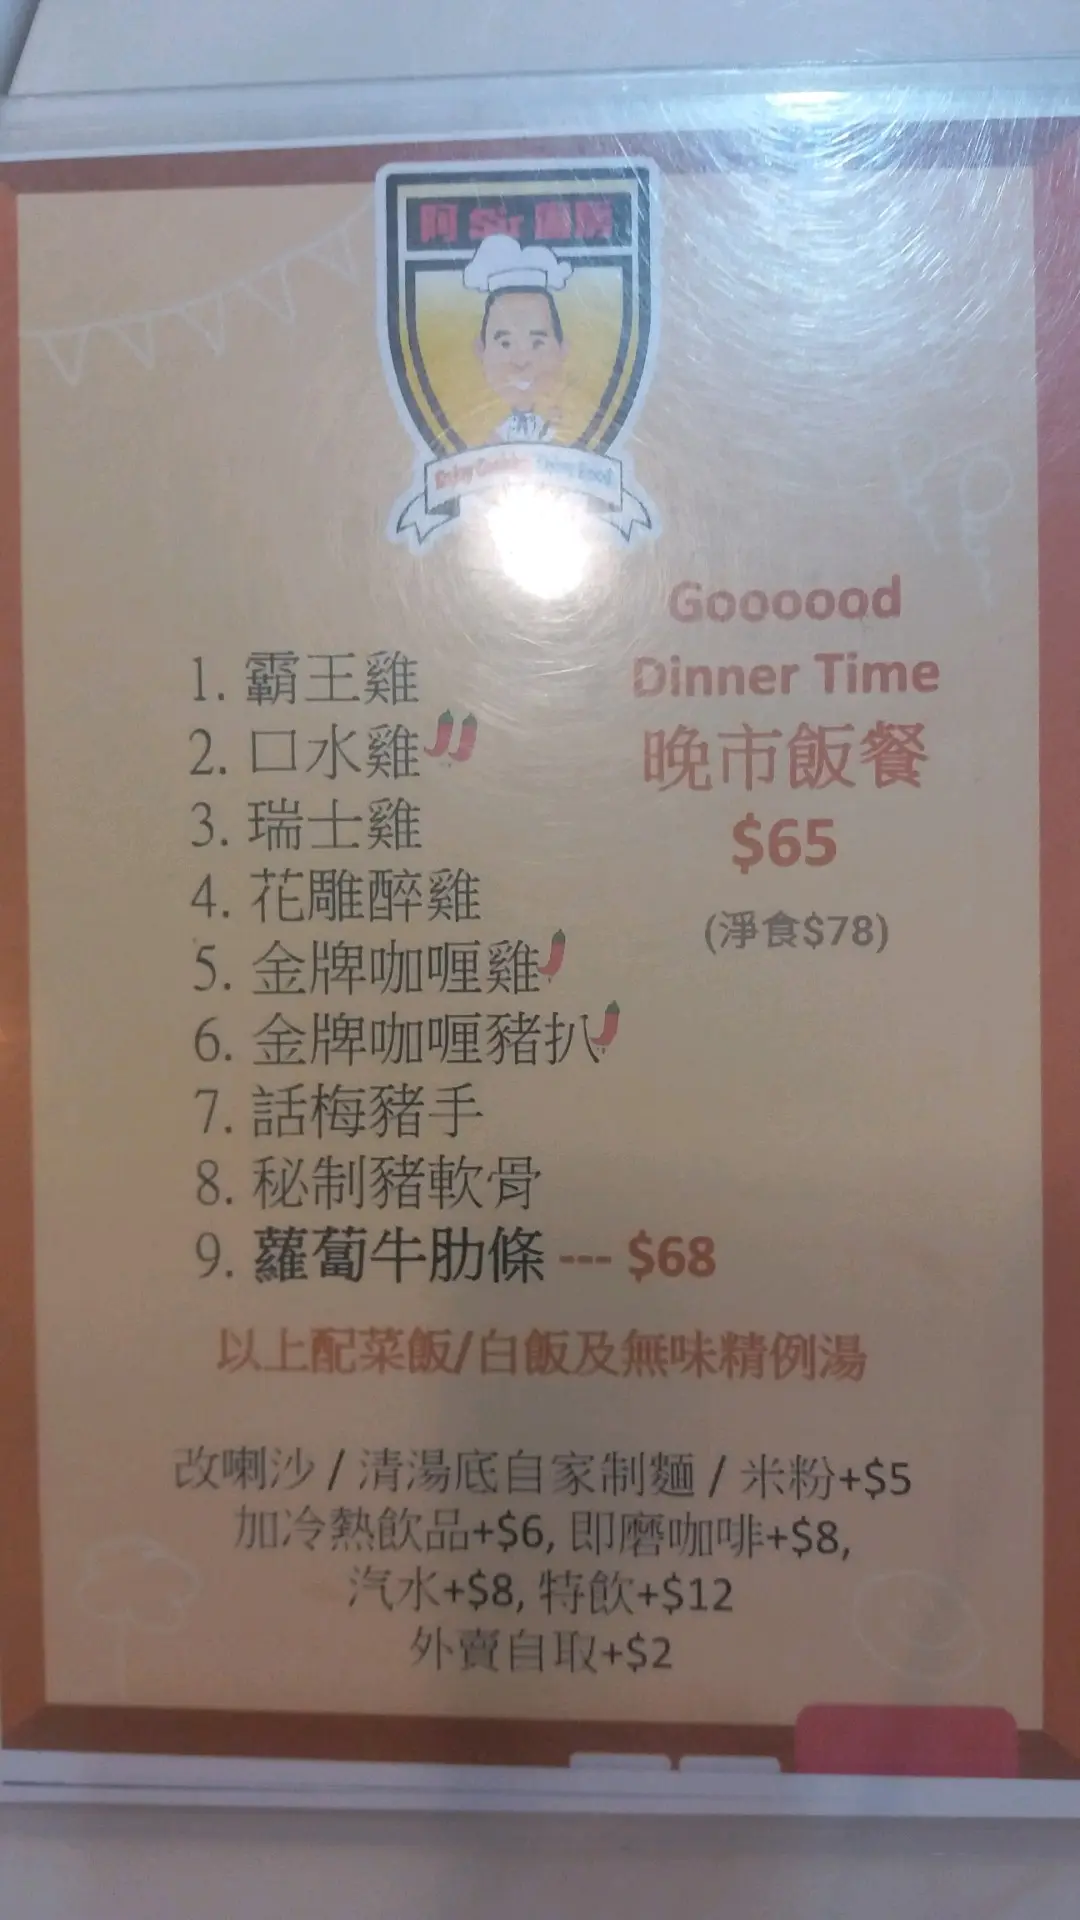 阿 Sir 廚房
Enjoy Cooking Enjoy Food
Goooood
Dinner Time
晚市飯餐
$65
(淨食$78)
1. 霸王雞
2. 口水雞
3. 瑞士雞
4. 花雕醉雞
5. 金牌咖喱雞
6. 金牌咖喱豬扒
7. 話梅豬手
8. 秘制豬軟骨
9. 蘿蔔牛肋條 --- $68
以上配菜飯/白飯及無味精例湯
改喇沙 / 清湯底自家制麵 / 米粉+$5
加冷熱飲品+$6, 即磨咖啡+$8,
汽水+$8, 特飲+$12
外賣自取+$2